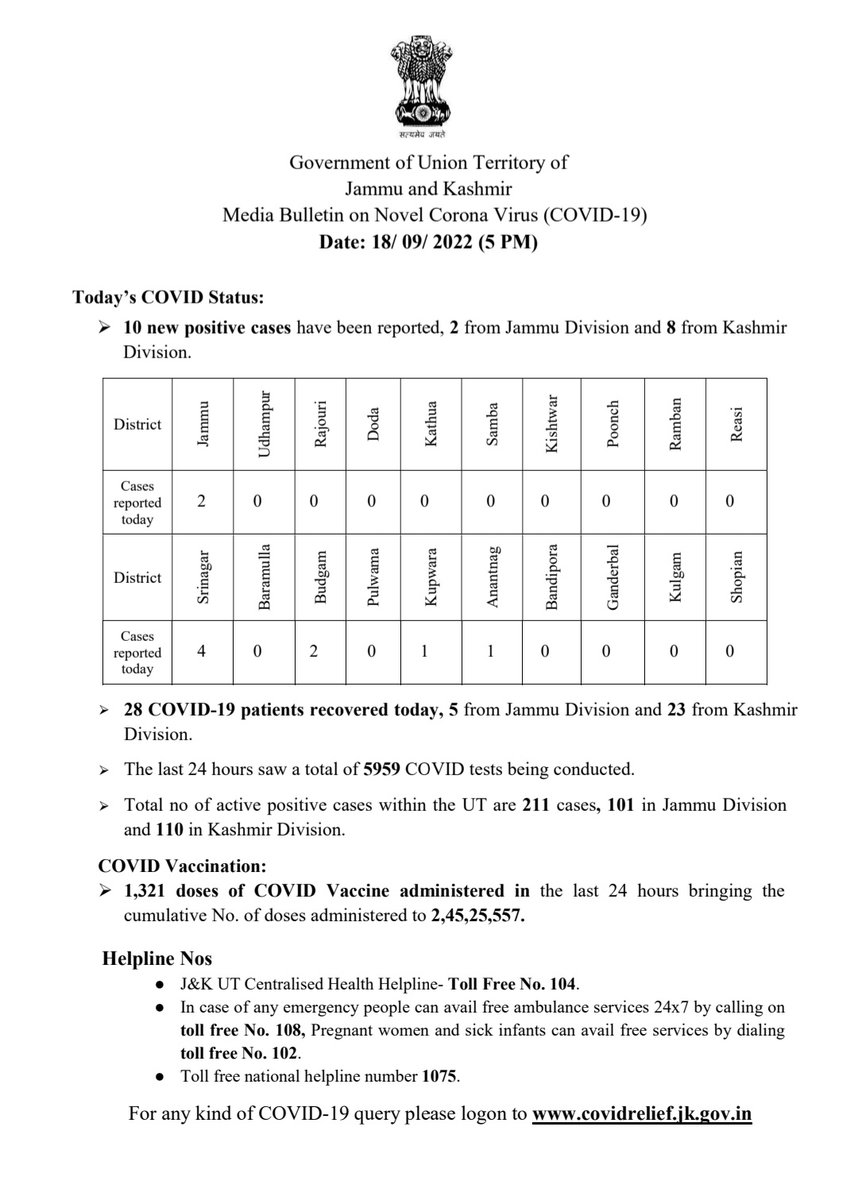 सत्यमेव जयते
Government of Union Territory of
Jammu and Kashmir
Media Bulletin on Novel Corona Virus (COVID-19)
Date: 18/ 09/ 2022 (5 PM)
Today’s COVID Status:
➢ 10 new positive cases have been reported, 2 from Jammu Division and 8 from Kashmir
Division.
District Jammu Udhampur Rajouri Doda Kathua Samba Kishtwar Poonch Ramban Reasi
Cases
reported
today
2 0 0 0 0 0 0 0 0 0
District Srinagar Baramulla Budgam Pulwama Kupwara Anantnag Bandipora Ganderbal Kulgam Shopian
Cases
reported
today
4 0 2 0 1 1 0 0 0 0
➢ 28 COVID-19 patients recovered today, 5 from Jammu Division and 23 from Kashmir
Division.
➢ The last 24 hours saw a total of 5959 COVID tests being conducted.
➢ Total no of active positive cases within the UT are 211 cases, 101 in Jammu Division
and 110 in Kashmir Division.
COVID Vaccination:
➢ 1,321 doses of COVID Vaccine administered in the last 24 hours bringing the
cumulative No. of doses administered to 2,45,25,557.
Helpline Nos
● J&K UT Centralised Health Helpline- Toll Free No. 104.
● In case of any emergency people can avail free ambulance services 24x7 by calling on
toll free No. 108, Pregnant women and sick infants can avail free services by dialing
toll free No. 102.
● Toll free national helpline number 1075.
For any kind of COVID-19 query please logon to www.covidrelief.jk.gov.in